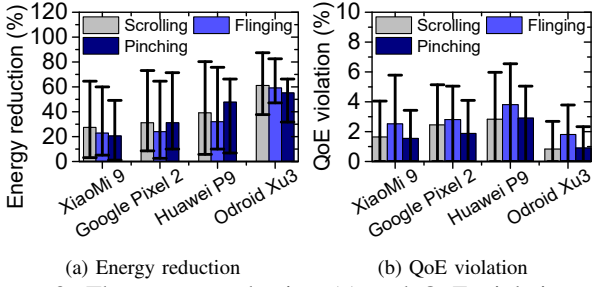 Energy reduction (%)
120
100
80
60
40
20
0
Scrolling
Flinging
Pinching
XiaoMi 9
Google Pixel 2
Huawei P9
Odroid Xu3
(a) Energy reduction
QoE violation (%)
10
8
6
4
2
0
Scrolling
Flinging
Pinching
XiaoMi 9
Google Pixel 2
Huawei P9
Odroid Xu3
(b) QoE violation